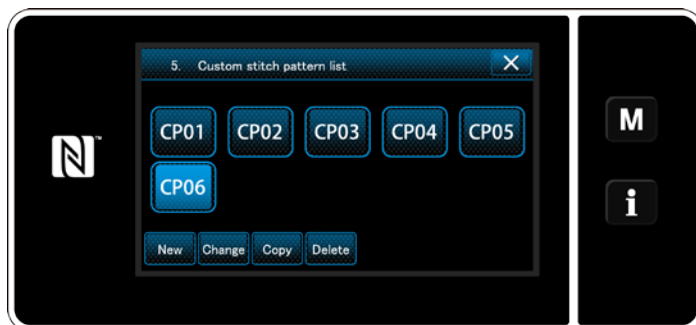 5. Custom stitch pattern list
CP01 CP02 CP03 CP04 CP05
CP06
New Change Copy Delete
M
i
N